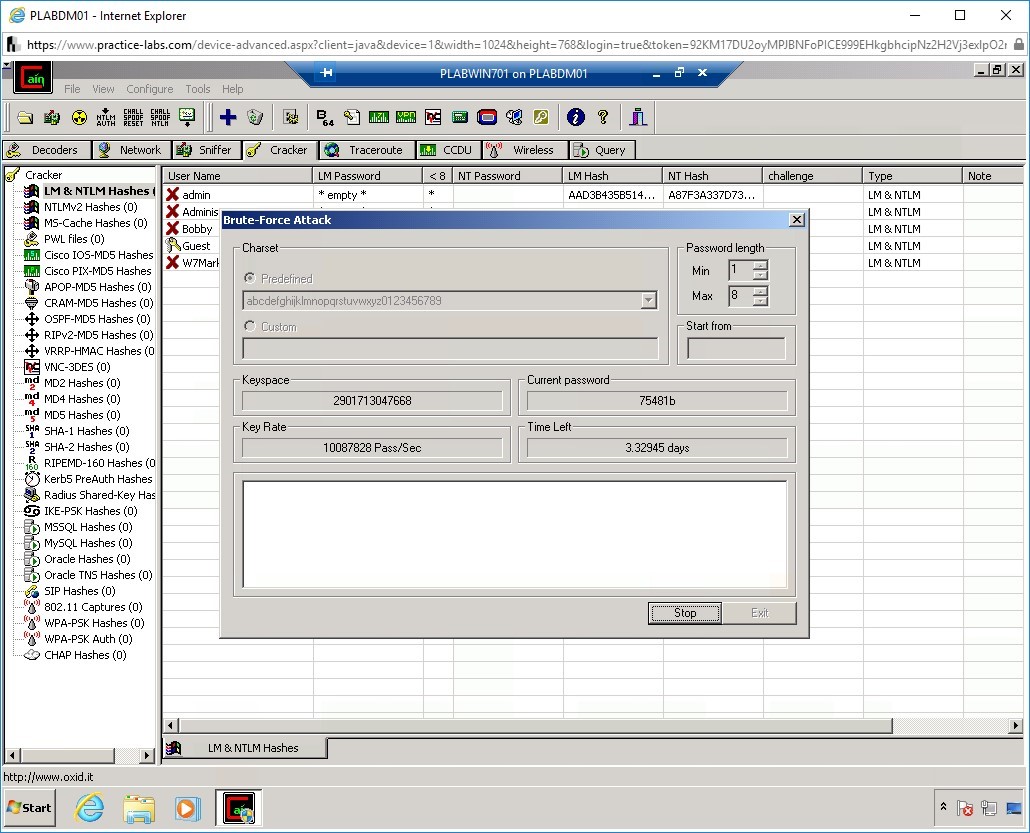 PLABDM01 - Internet Explorer
https://www.practice-labs.com/device-advanced.aspx?client=java&device=1&width=1024&height=768&login=true&token=92KM17DU2oyMPJBNFoPICE999EHkgbhcipNz2H2Vj3exlpO2r
Cain
PLABWIN701 on PLABDM01
File View Configure Tools Help
NTLM AUTH CHALL SPOOF RESET CHALL SPOOF NTLM B64
Decoders Network Sniffer Cracker Traceroute CCDU Wireless Query
Cracker
LM & NTLM Hashes (
NTLMv2 Hashes (0)
MS-Cache Hashes (0)
PWL files (0)
Cisco IOS-MD5 Hashes
Cisco PIX-MD5 Hashes
APOP-MD5 Hashes (0)
CRAM-MD5 Hashes (0)
OSPF-MD5 Hashes (0)
RIPv2-MD5 Hashes (0)
VRRP-HMAC Hashes (0
VNC-3DES (0)
MD2 Hashes (0)
MD4 Hashes (0)
MD5 Hashes (0)
SHA-1 Hashes (0)
SHA-2 Hashes (0)
RIPEMD-160 Hashes (0
Kerb5 PreAuth Hashes
Radius Shared-Key Has
IKE-PSK Hashes (0)
MSSQL Hashes (0)
MySQL Hashes (0)
Oracle Hashes (0)
Oracle TNS Hashes (0)
SIP Hashes (0)
802.11 Captures (0)
WPA-PSK Hashes (0)
WPA-PSK Auth (0)
CHAP Hashes (0)
User Name LM Password < 8 NT Password LM Hash NT Hash challenge Type Note
admin * empty * * AAD3B435B514... A87F3A337D73... LM & NTLM
Adminis LM & NTLM
Bobby LM & NTLM
Guest LM & NTLM
W7Mark LM & NTLM
Brute-Force Attack
Charset
Predefined
abcdefghijklmnopqrstuvwxyz0123456789
Custom
Password length
Min 1
Max 8
Start from
Keyspace
2901713047668
Current password
75481b
Key Rate
10087828 Pass/Sec
Time Left
3.32945 days
Stop Exit
LM & NTLM Hashes
http://www.oxid.it
Start